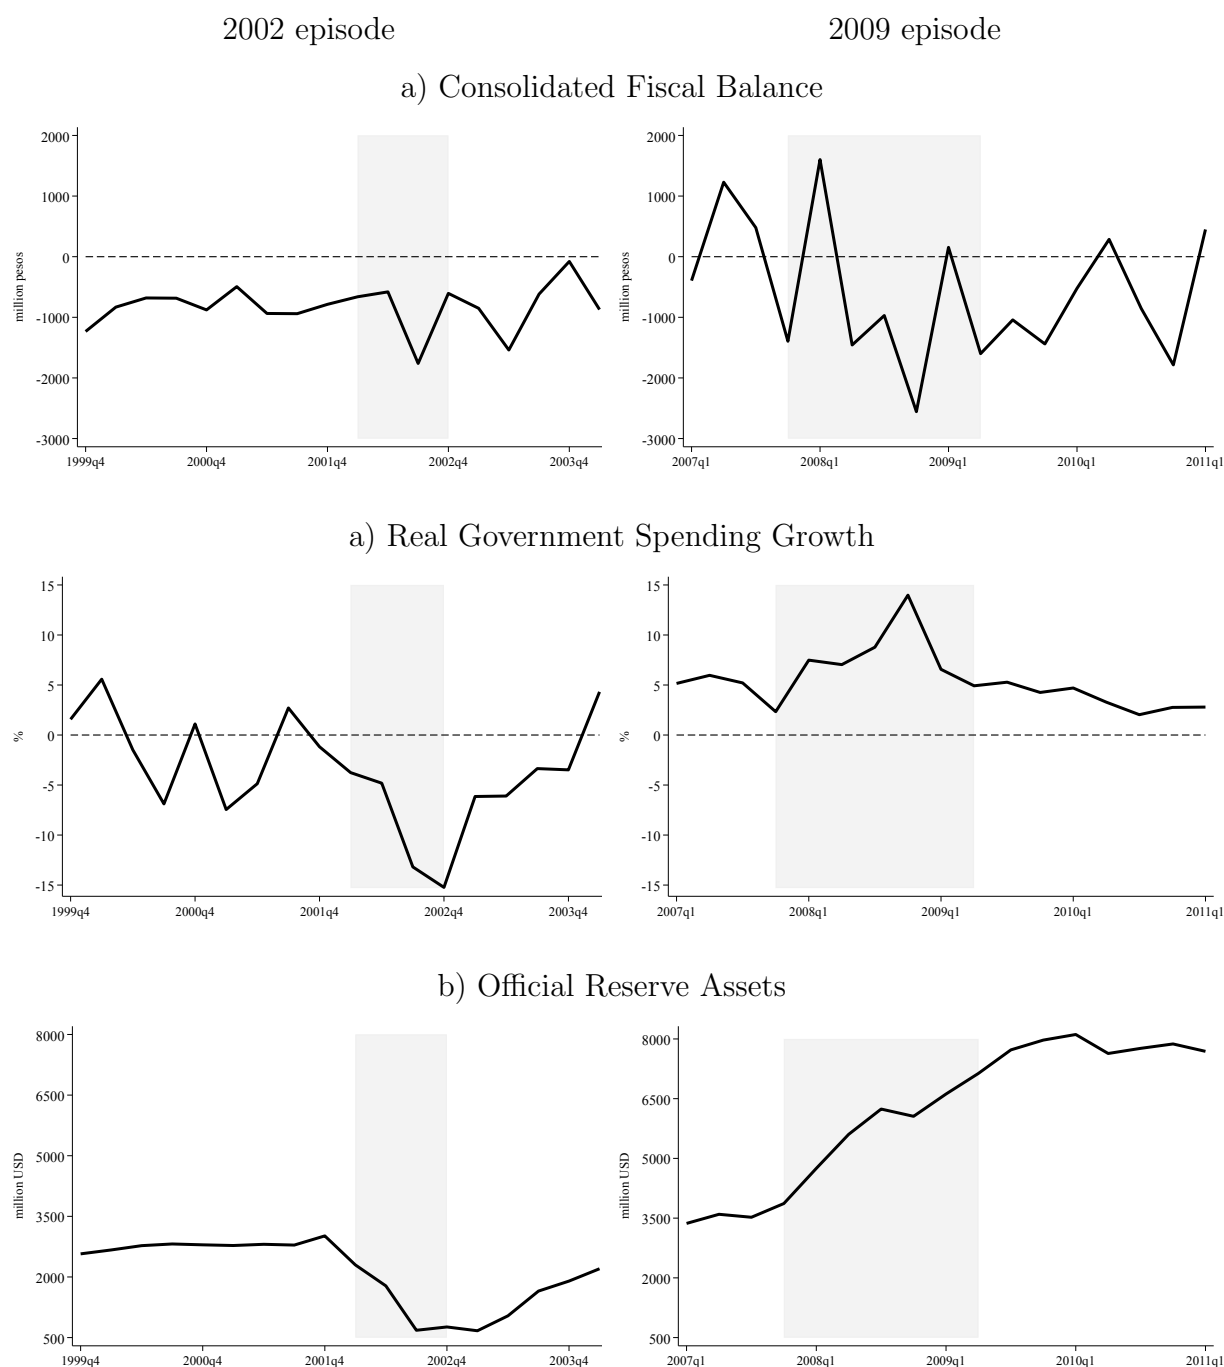 2002 episode 2009 episode
a) Consolidated Fiscal Balance
2000
1000
0
-1000
-2000
-3000
million pesos
1999q4 2000q4 2001q4 2002q4 2003q4
2000
1000
0
-1000
-2000
-3000
million pesos
2007q1 2008q1 2009q1 2010q1 2011q1
a) Real Government Spending Growth
15
10
5
0
-5
-10
-15
%
1999q4 2000q4 2001q4 2002q4 2003q4
15
10
5
0
-5
-10
-15
%
2007q1 2008q1 2009q1 2010q1 2011q1
b) Official Reserve Assets
8000
6500
5000
3500
2000
500
million USD
1999q4 2000q4 2001q4 2002q4 2003q4
8000
6500
5000
3500
2000
500
million USD
2007q1 2008q1 2009q1 2010q1 2011q1